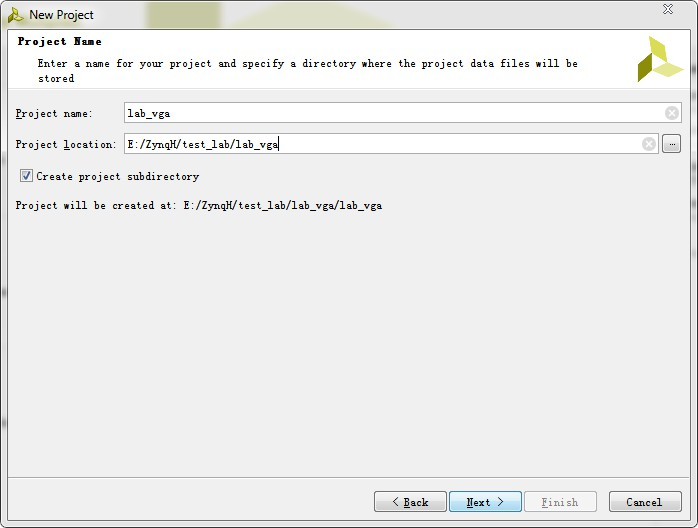 New Project
Project Name
Enter a name for your project and specify a directory where the project data files will be
stored
Project name: lab_vga
Project location: E:/ZynqH/test_lab/lab_vga ...
Create project subdirectory
Project will be created at: E:/ZynqH/test_lab/lab_vga/lab_vga
< Back Next > Finish Cancel